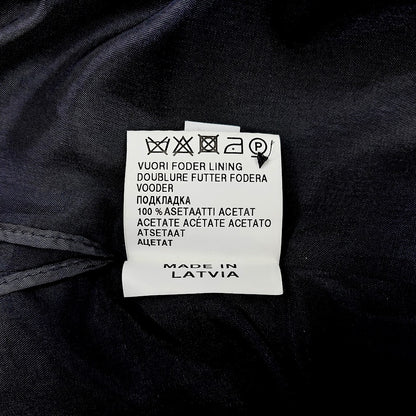 P
VUORI FODER LINING
DOUBLURE FUTTER FODERA
VOODER
ПОДКЛАДКА
100 % ASETAATTI ACETAT
ACETATE ACÉTATE ACETATO
ATSETAAT
АЦЕТАТ
MADE IN
LATVIA